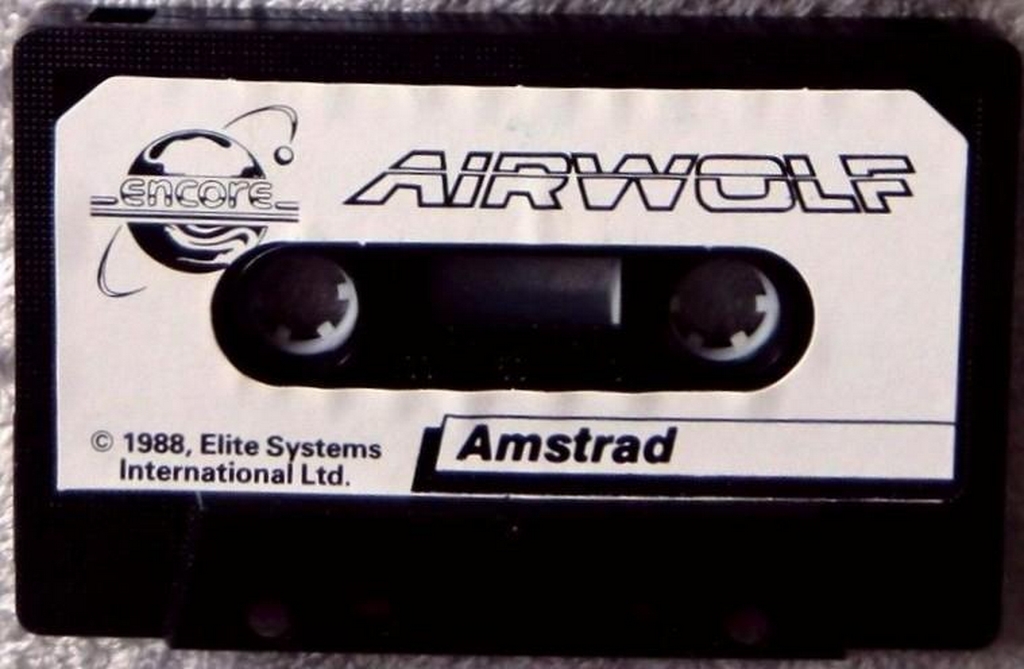 encore
AIRWOLF
© 1988, Elite Systems
International Ltd.
Amstrad